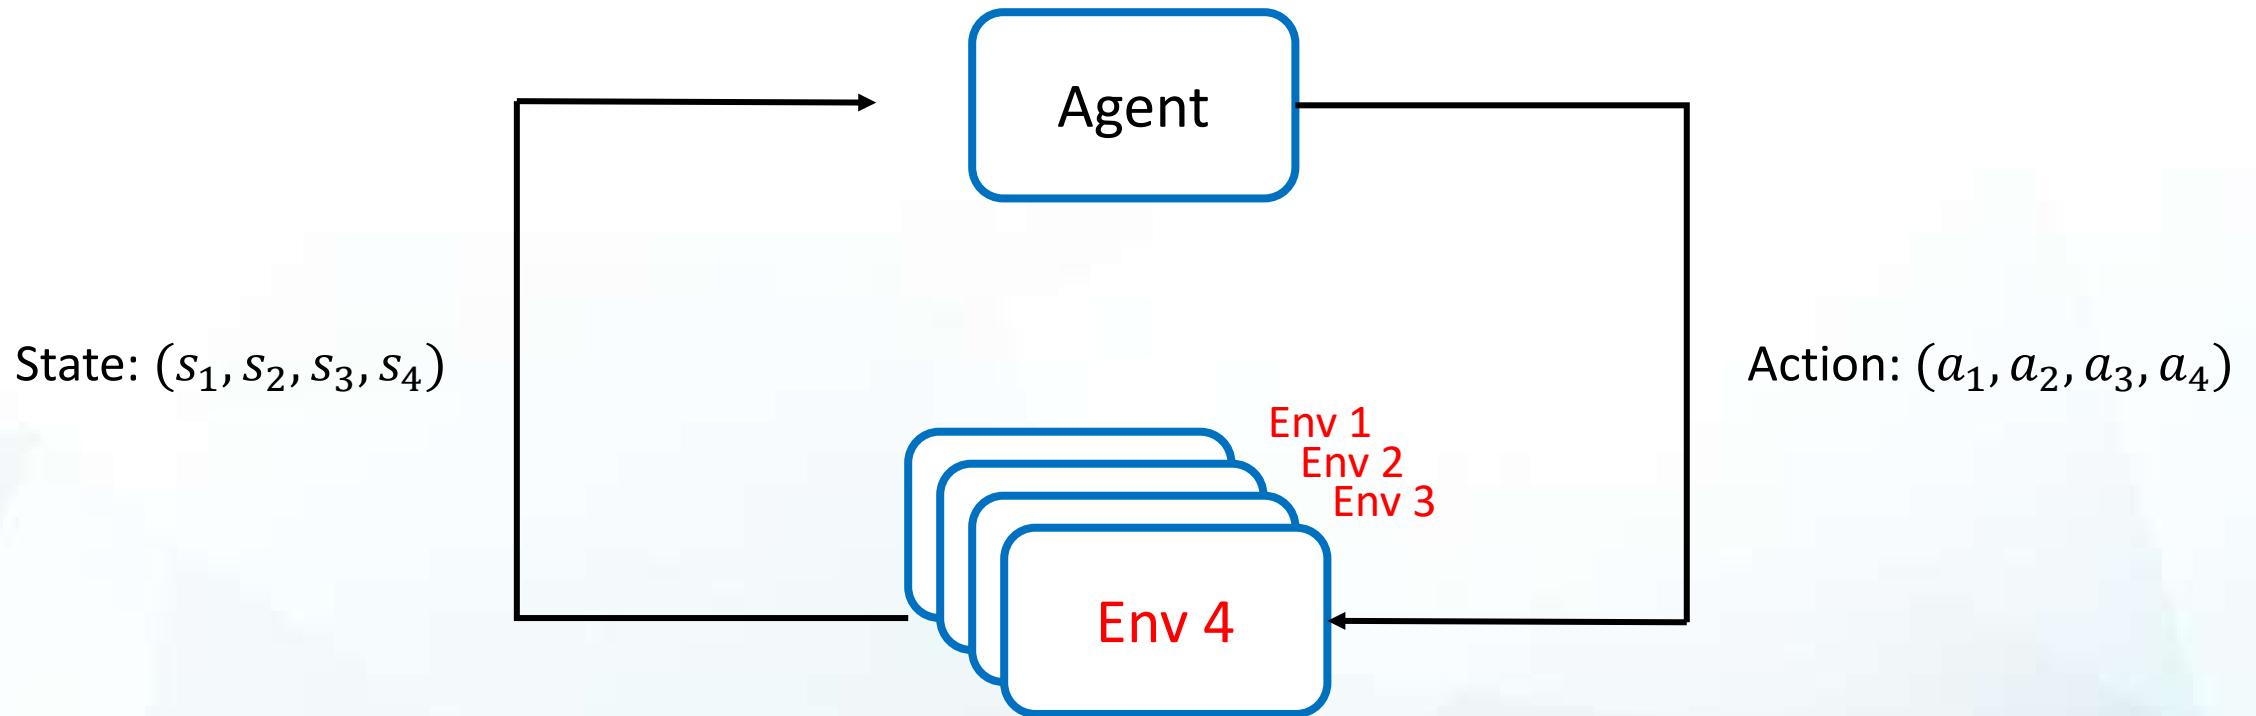 Agent
State: (s₁, s₂, s₃, s₄)
Action: (a₁, a₂, a₃, a₄)
Env 1
Env 2
Env 3
Env 4